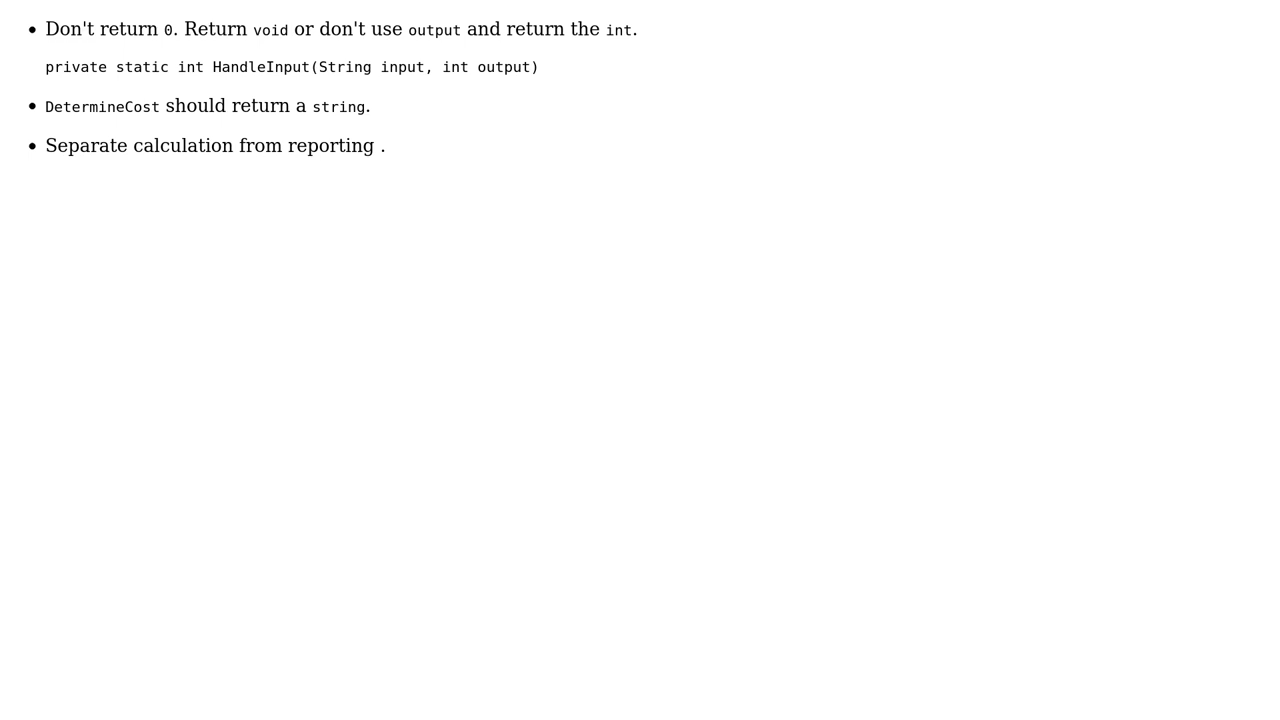 • Don't return 0. Return void or don't use output and return the int.
private static int HandleInput(String input, int output)
• DetermineCost should return a string.
• Separate calculation from reporting .